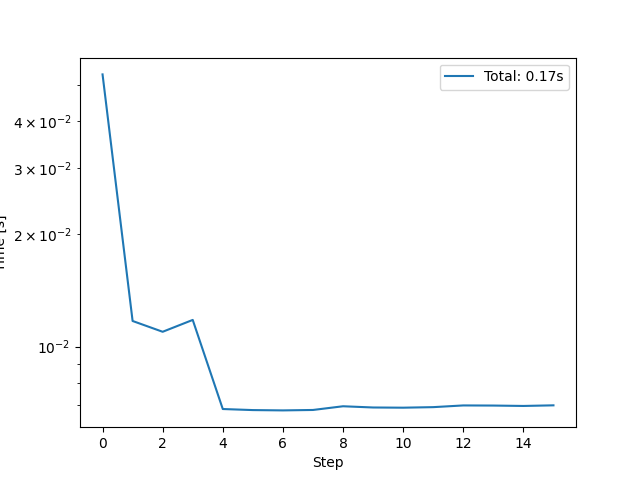 Total: 0.17s
4 × 10⁻²
3 × 10⁻²
2 × 10⁻²
10⁻²
[s]
0 2 4 6 8 10 12 14
Step